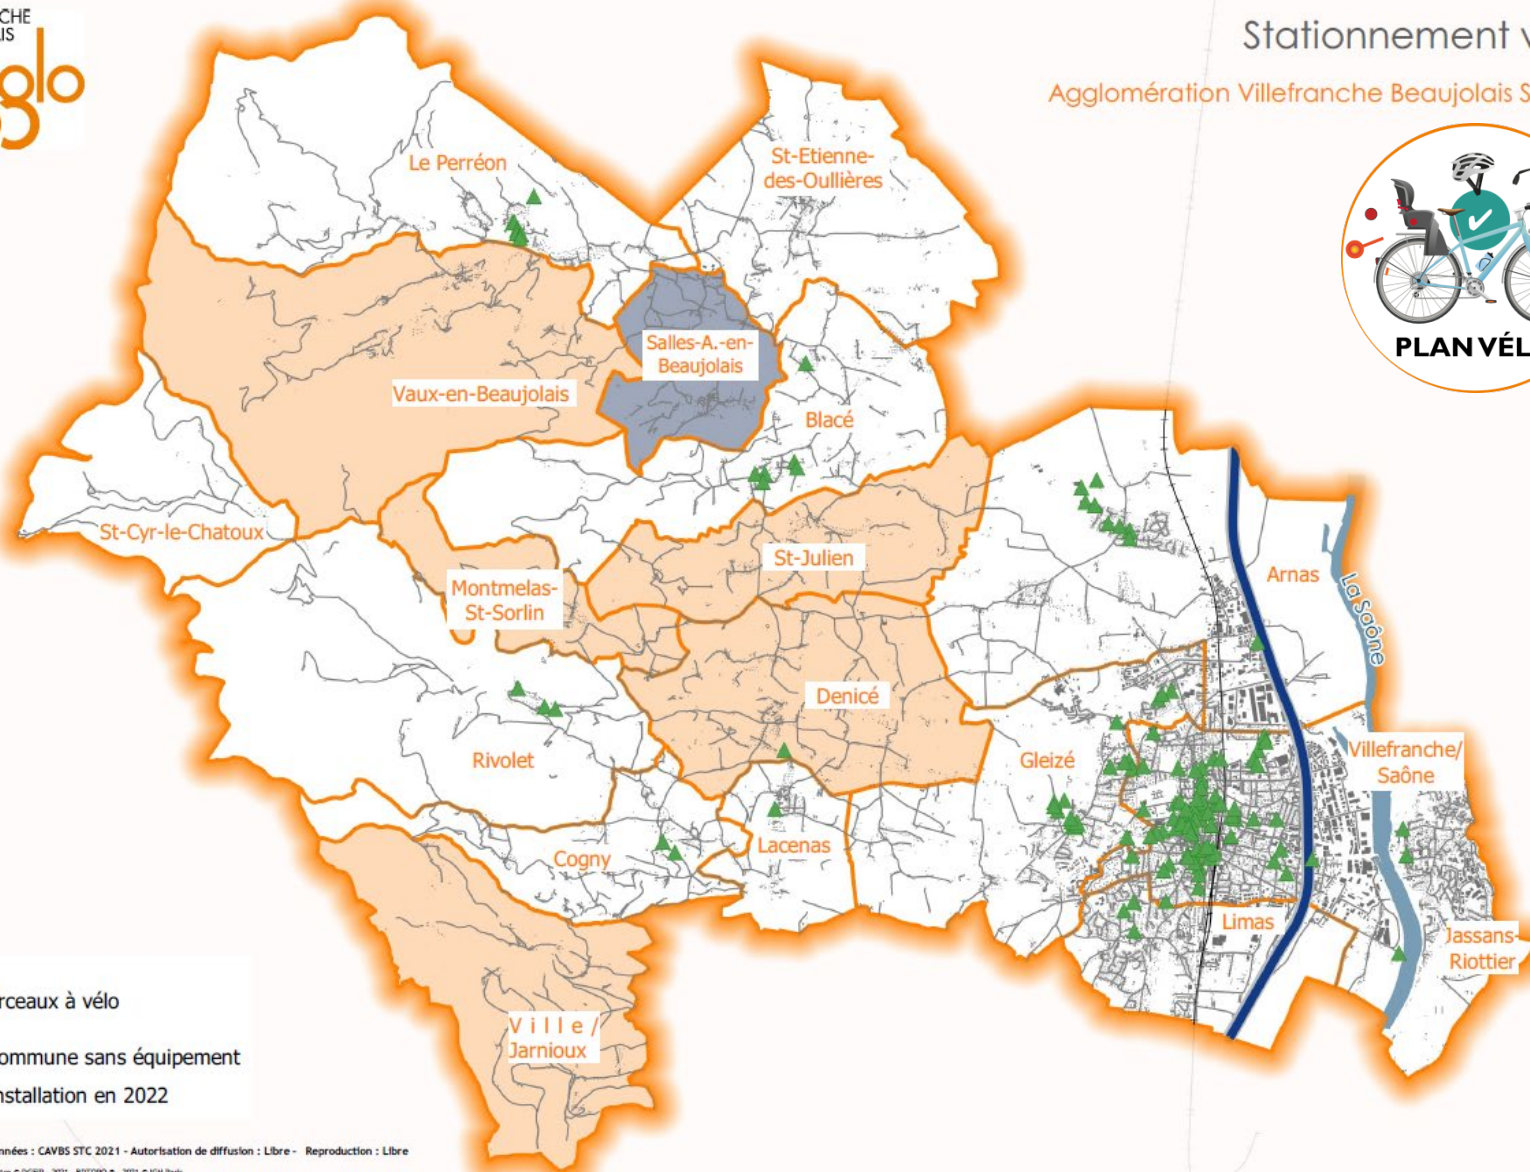 CHE
IS
glo
Stationnement v
Agglomération Villefranche Beaujolais S
PLAN VÉL
Le Perréon
St-Etienne-
des-Oullières
Salles-A.-en-
Beaujolais
Vaux-en-Beaujolais
Blacé
St-Cyr-le-Chatoux
St-Julien
Montmelas-
St-Sorlin
Arnas
La Saône
Denicé
Rivolet
Gleizé
Villefranche/
Saône
Cogny
Lacenas
Limas
Jassans-
Riottier
Ville/
Jarnioux
rceaux à vélo
ommune sans équipement
nstallation en 2022
nnées : CAVBS STC 2021 - Autorisation de diffusion : Libre - Reproduction : Libre